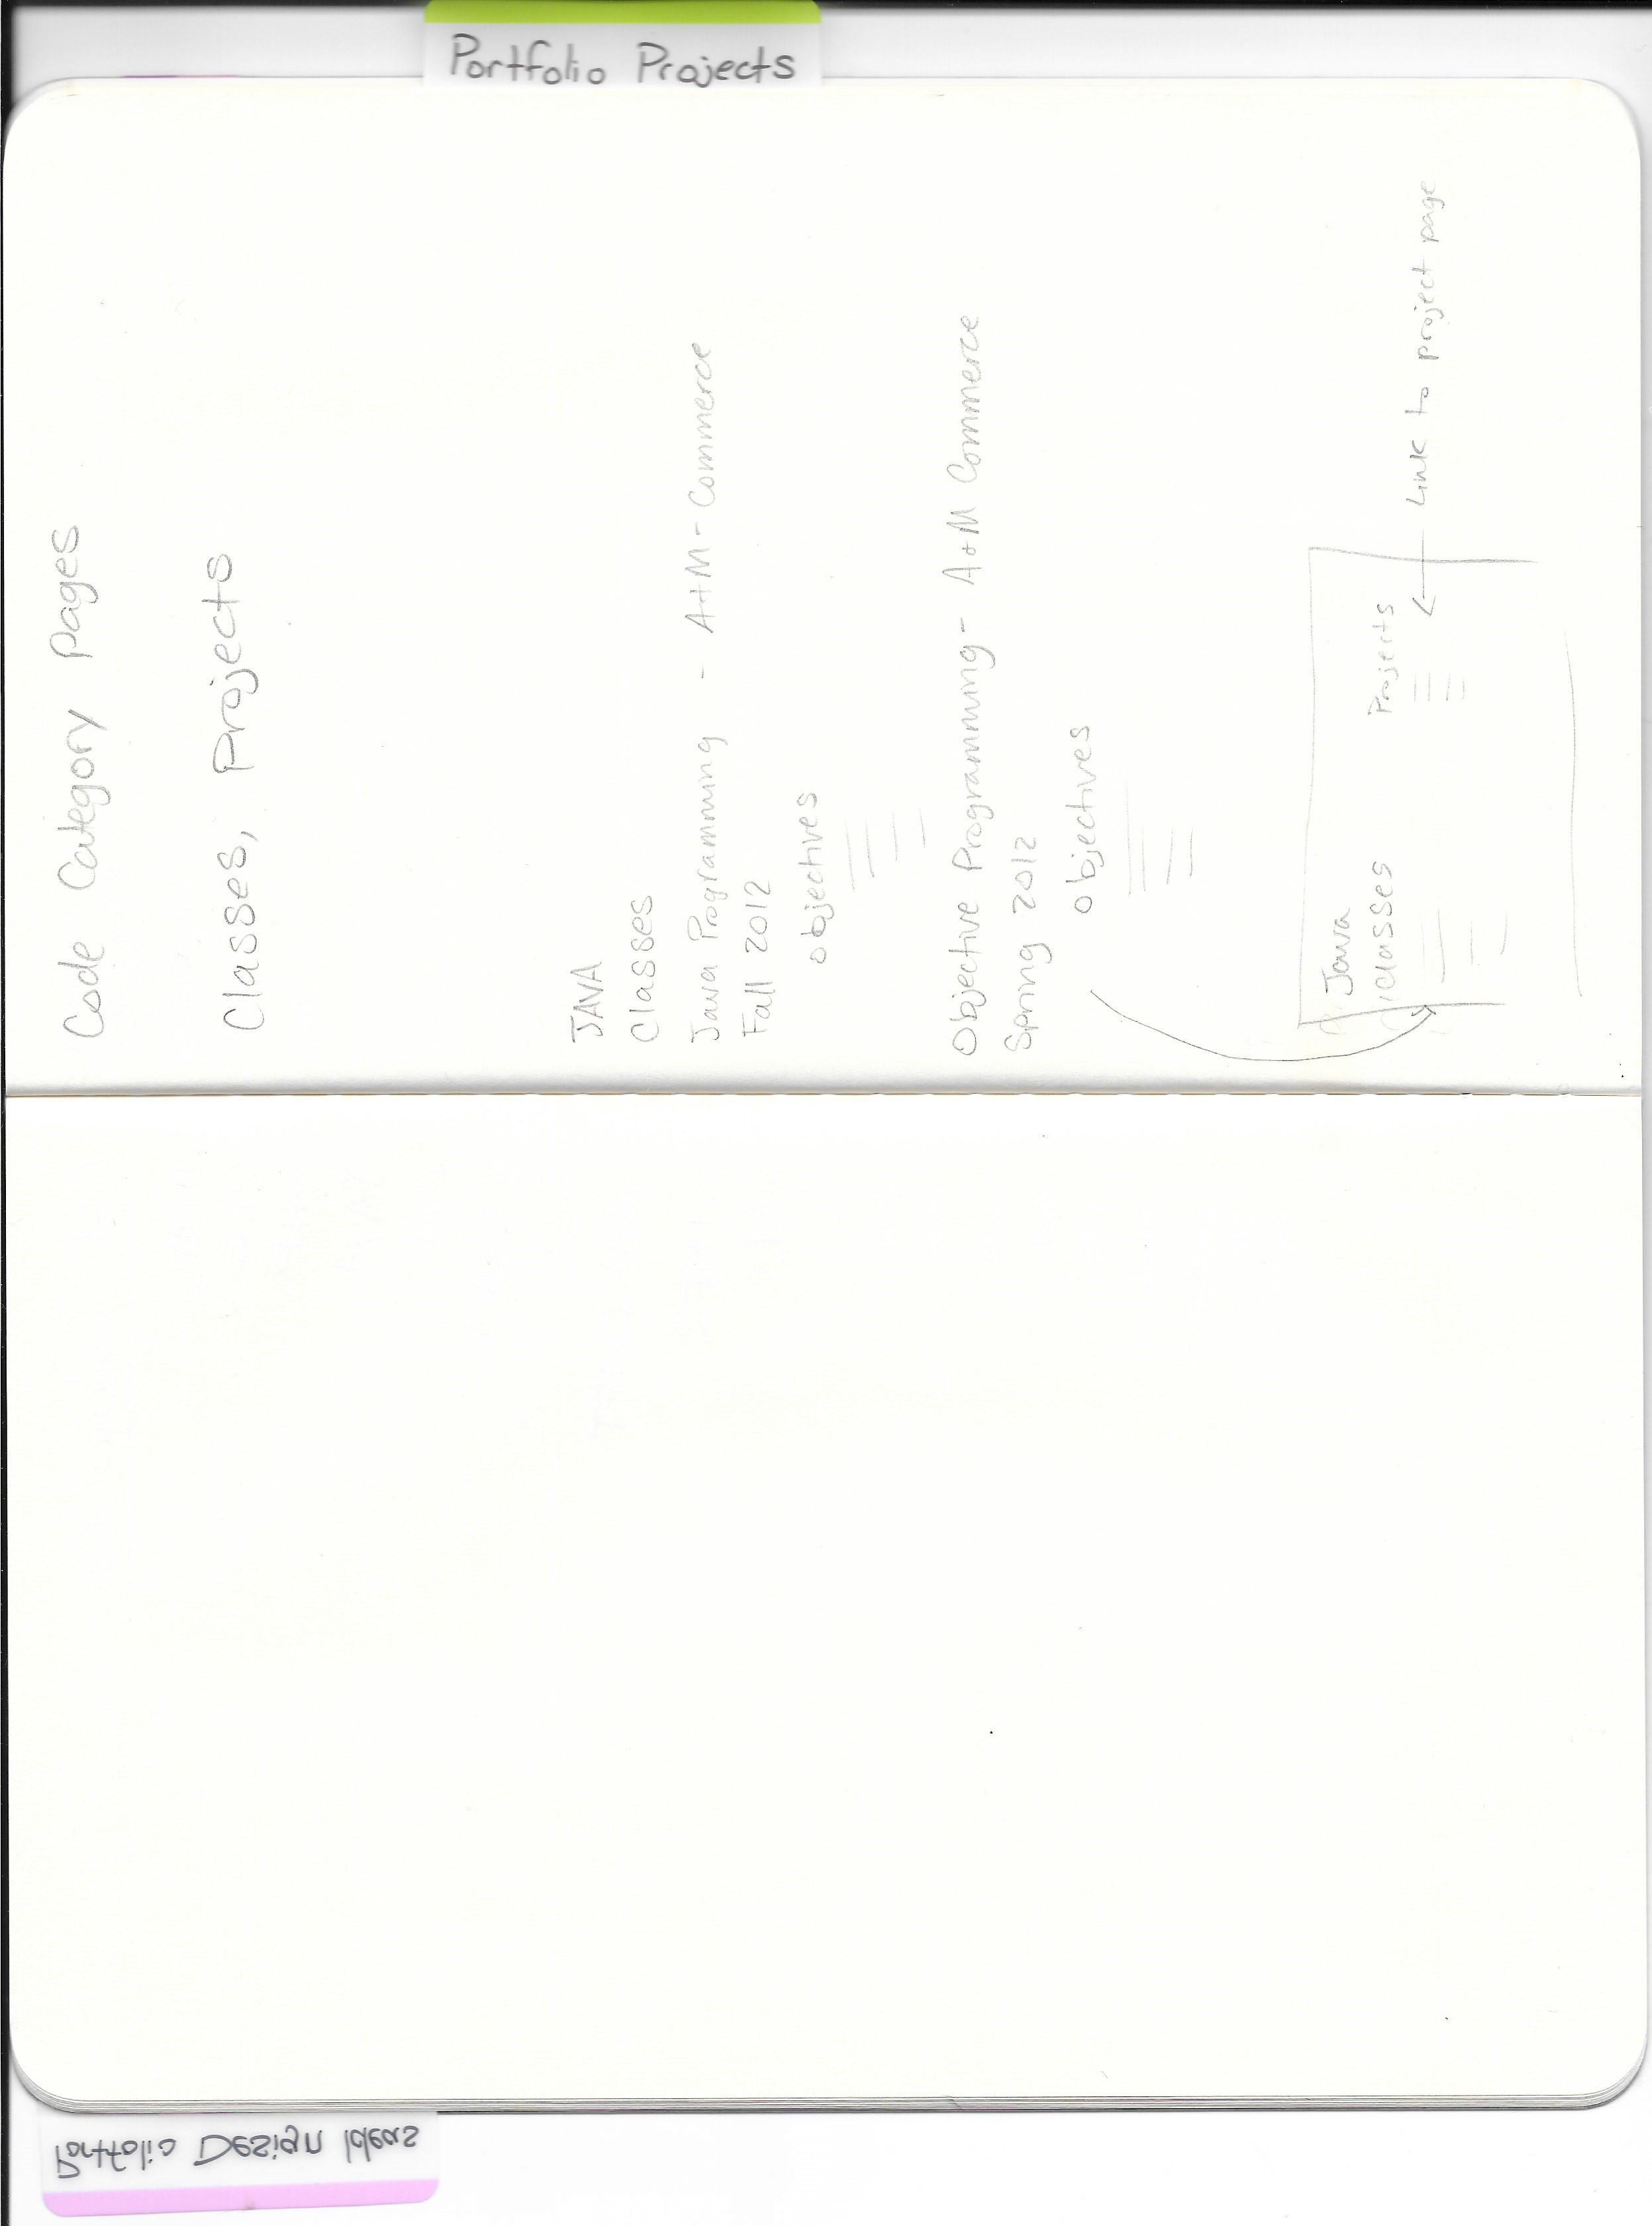 Portfolio Projects
Code Category Pages
Classes, Projects
JAVA
Classes
Java Programming - A+M-Commerce
Fall 2012
objectives
Objective Programming - A+M Commerce
Spring 2012
objectives
Java
classes
Projects
Link to project page
Portfolio Design Ideas